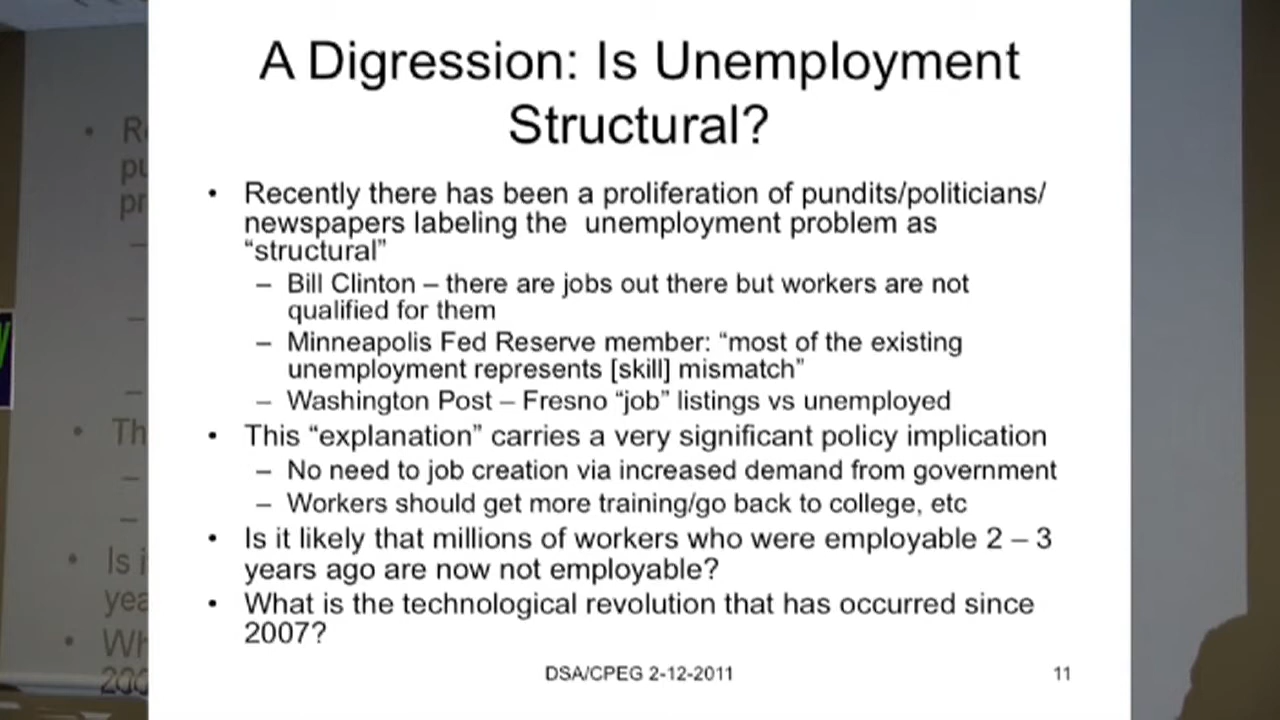 A Digression: Is Unemployment
Structural?
• Recently there has been a proliferation of pundits/politicians/
newspapers labeling the unemployment problem as
“structural”
– Bill Clinton – there are jobs out there but workers are not
qualified for them
– Minneapolis Fed Reserve member: “most of the existing
unemployment represents [skill] mismatch”
– Washington Post – Fresno “job” listings vs unemployed
• This “explanation” carries a very significant policy implication
– No need to job creation via increased demand from government
– Workers should get more training/go back to college, etc
• Is it likely that millions of workers who were employable 2 – 3
years ago are now not employable?
• What is the technological revolution that has occurred since
2007?
DSA/CPEG 2-12-2011
11